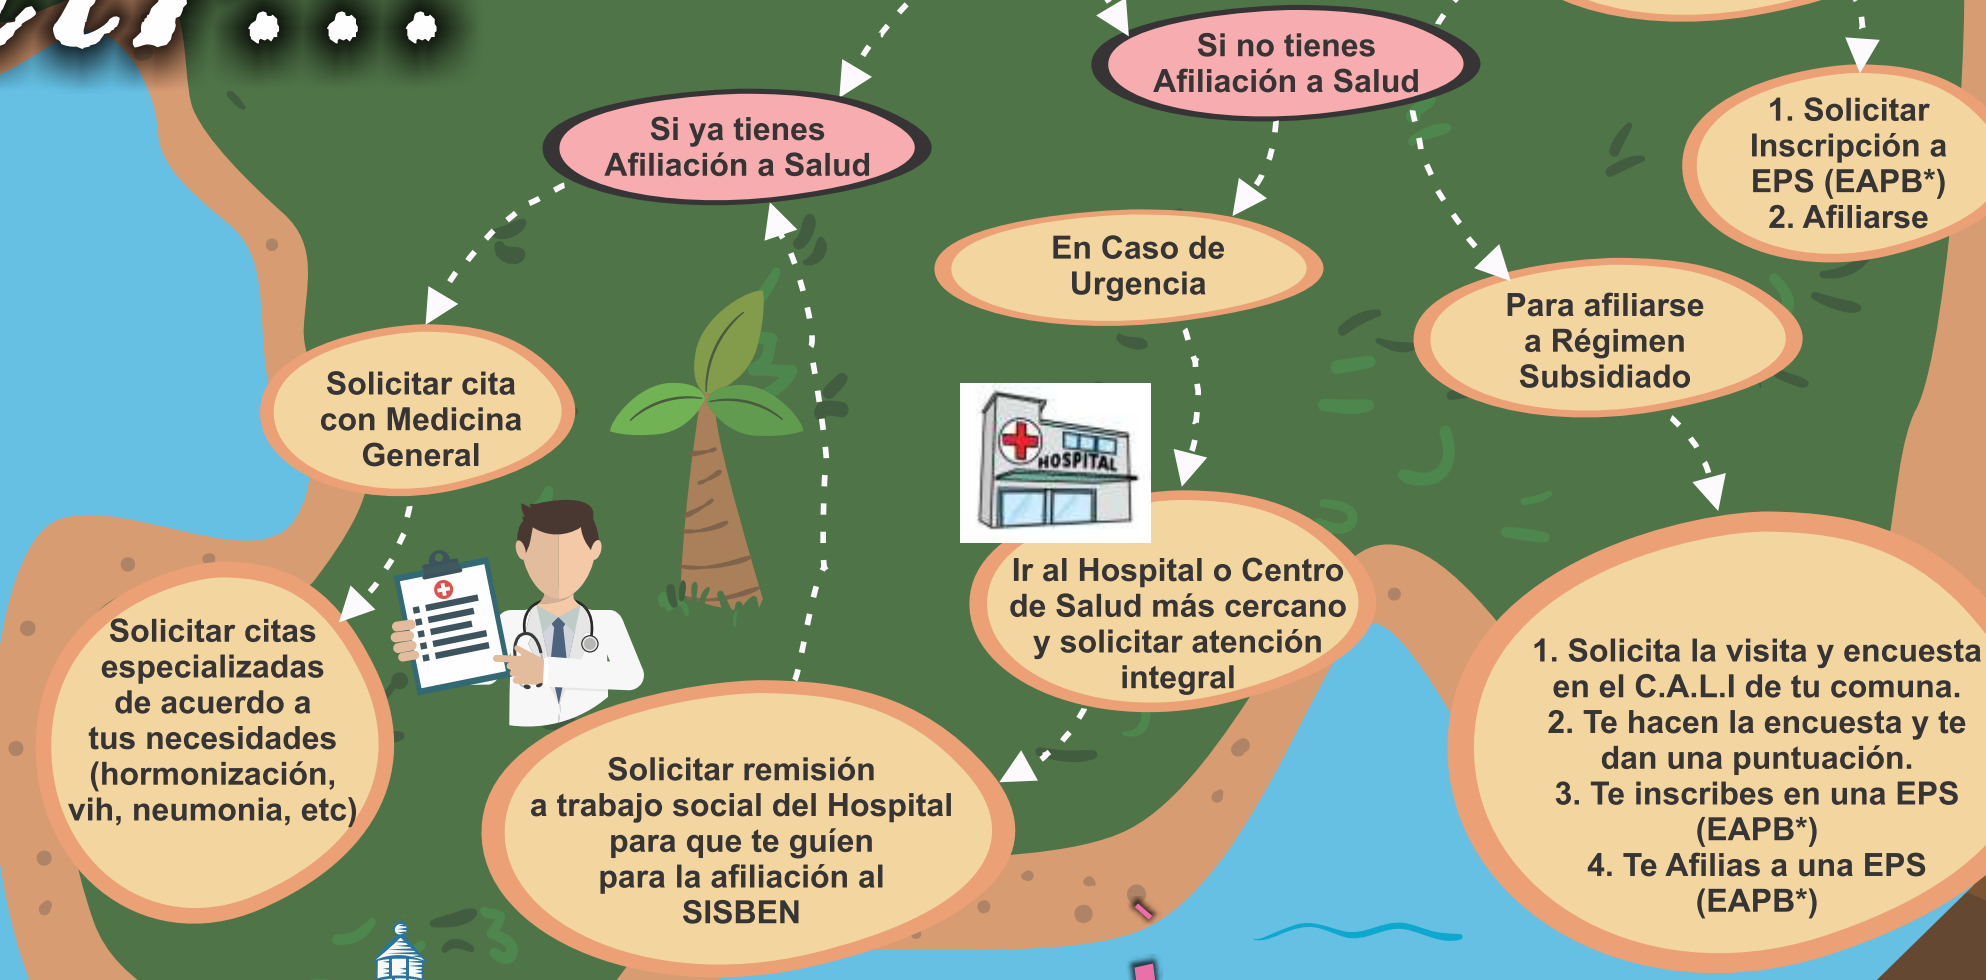 Si no tienes
Afiliación a Salud
Si ya tienes
Afiliación a Salud
1. Solicitar
Inscripción a
EPS (EAPB*)
2. Afiliarse
En Caso de
Urgencia
Para afiliarse
a Régimen
Subsidiado
Solicitar cita
con Medicina
General
HOSPITAL
Ir al Hospital o Centro
de Salud más cercano
y solicitar atención
integral
Solicitar citas
especializadas
de acuerdo a
tus necesidades
(hormonización,
vih, neumonia, etc)
Solicitar remisión
a trabajo social del Hospital
para que te guíen
para la afiliación al
SISBEN
1. Solicita la visita y encuesta
en el C.A.L.I de tu comuna.
2. Te hacen la encuesta y te
dan una puntuación.
3. Te inscribes en una EPS
(EAPB*)
4. Te Afilias a una EPS
(EAPB*)